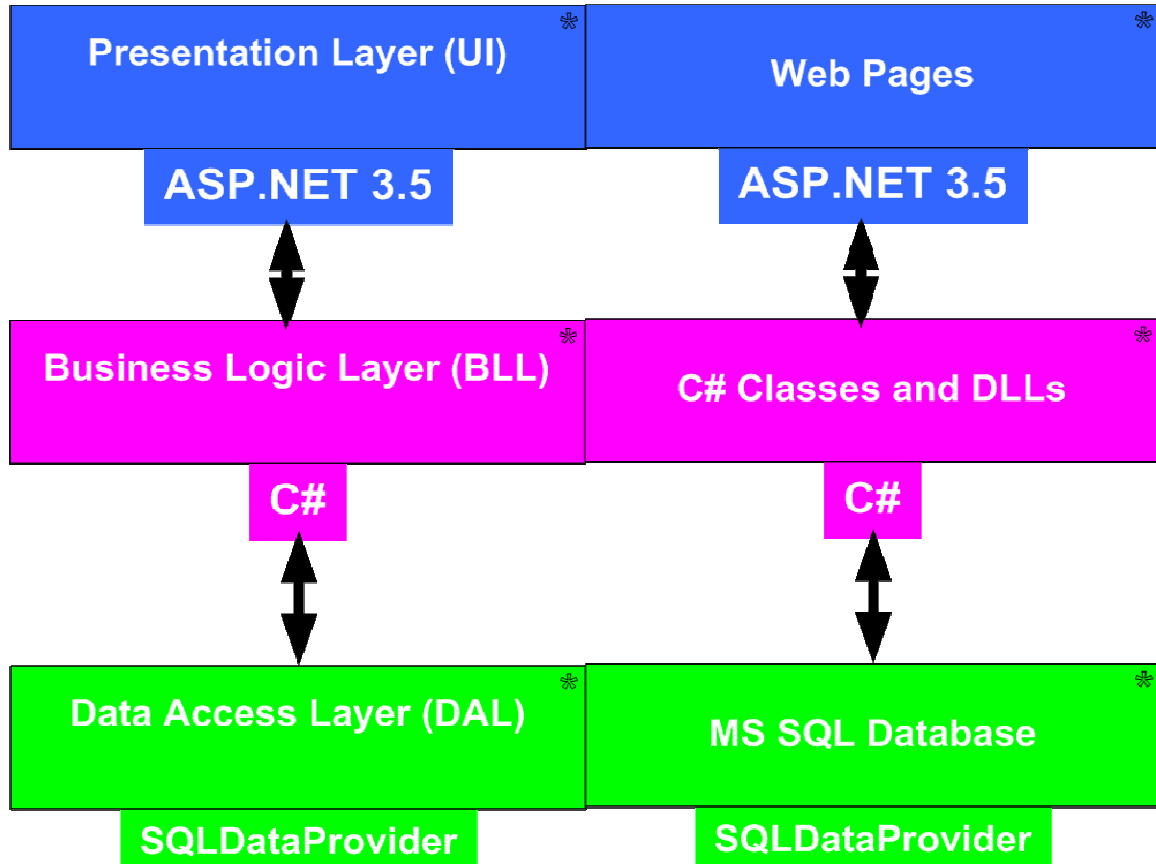 Presentation Layer (UI) *
Web Pages *
ASP.NET 3.5
ASP.NET 3.5
Business Logic Layer (BLL) *
C# Classes and DLLs *
C#
C#
Data Access Layer (DAL) *
MS SQL Database *
SQLDataProvider
SQLDataProvider